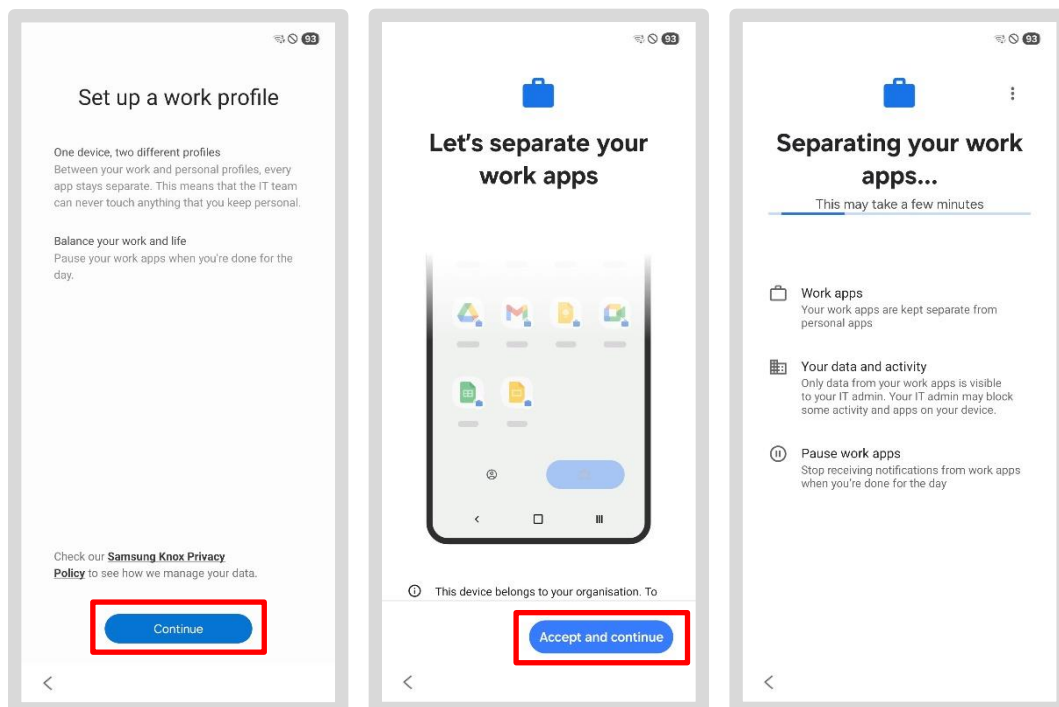 93
Set up a work profile
One device, two different profiles
Between your work and personal profiles, every
app stays separate. This means that the IT team
can never touch anything that you keep personal.
Balance your work and life
Pause your work apps when you're done for the
day.
Check our Samsung Knox Privacy
Policy to see how we manage your data.
Continue
93
Let's separate your
work apps
This device belongs to your organisation. To
Accept and continue
93
Separating your work
apps...
This may take a few minutes
Work apps
Your work apps are kept separate from
personal apps
Your data and activity
Only data from your work apps is visible
to your IT admin. Your IT admin may block
some activity and apps on your device.
Pause work apps
Stop receiving notifications from work apps
when you're done for the day